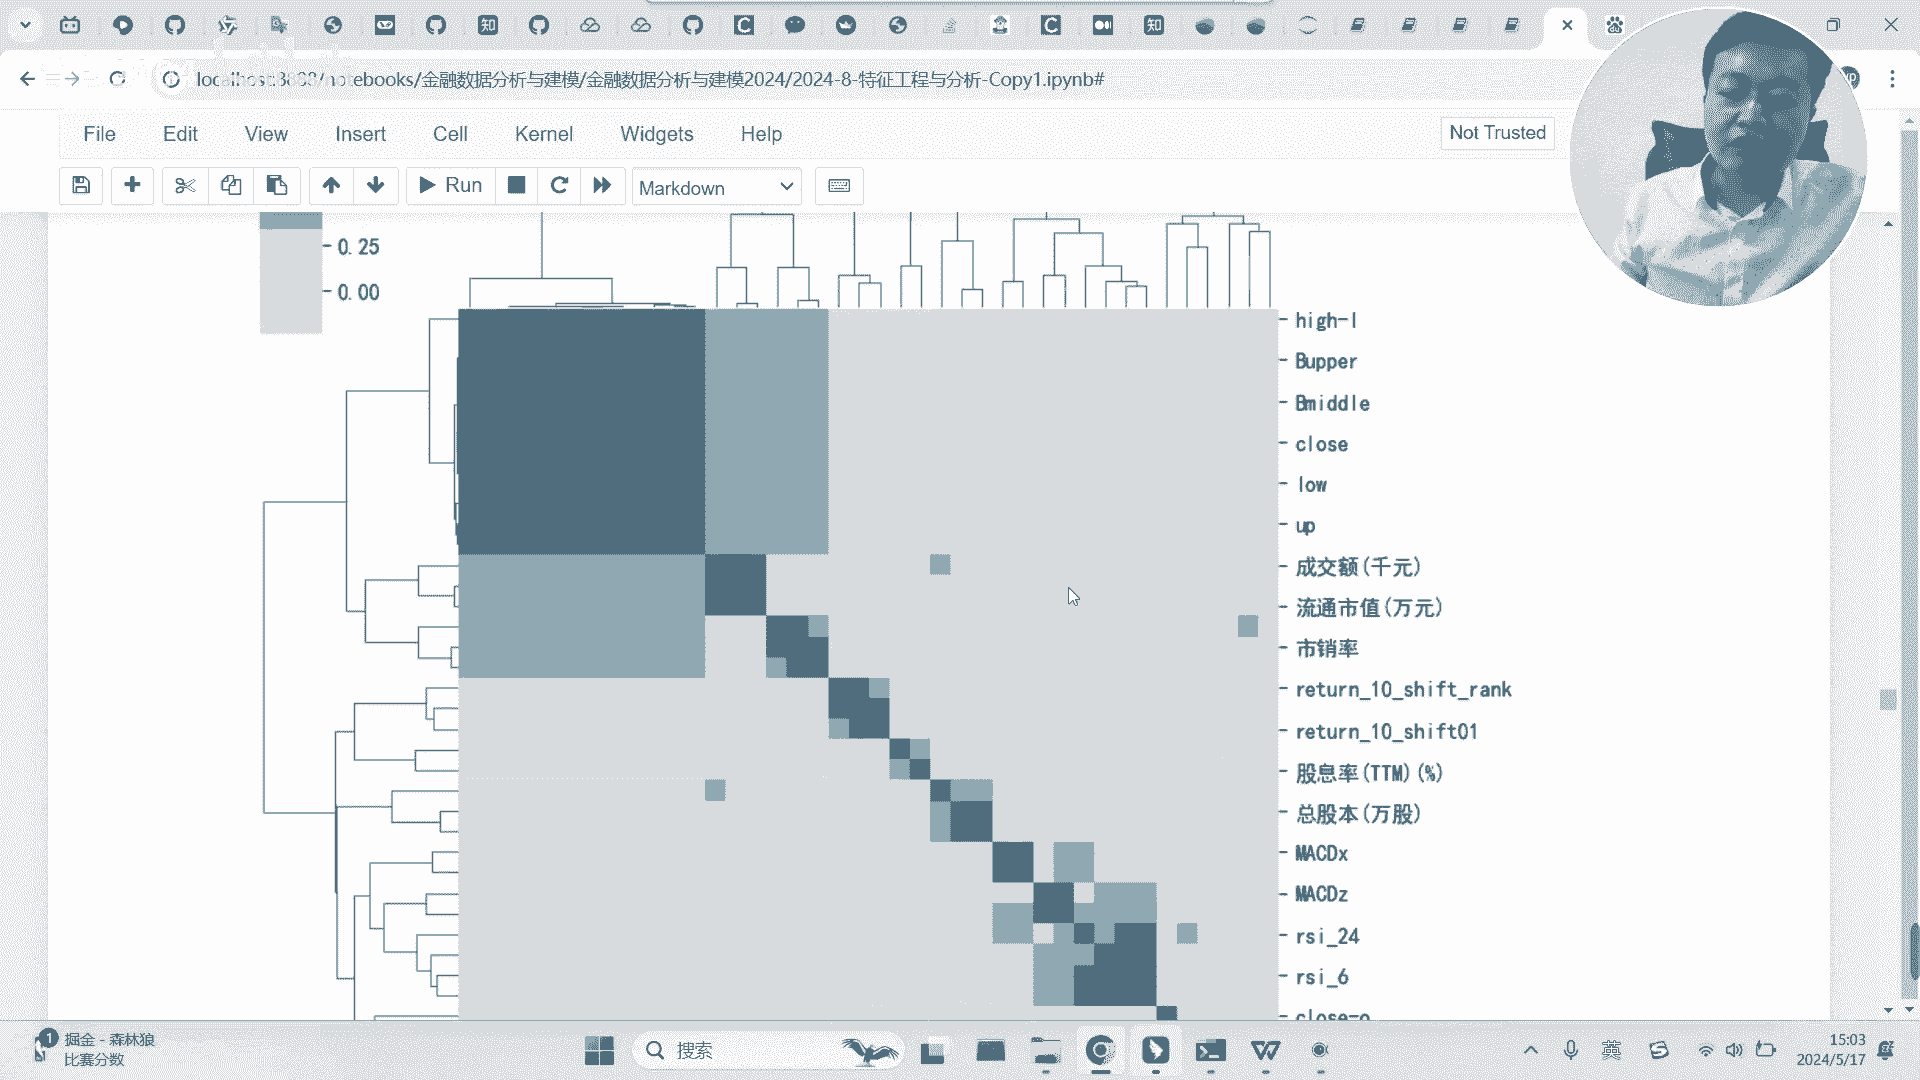 localhost:8888/notebooks/金融数据分析与建模/金融数据分析与建模2024/2024-8-特征工程与分析-Copy1.ipynb#
File Edit View Insert Cell Kernel Widgets Help
Not Trusted
Run
Markdown
0.25
0.00
high-l
Bupper
Bmiddle
close
low
up
成交额(千元)
流通市值(万元)
市销率
return_10_shift_rank
return_10_shift01
股息率(TTM)(%)
总股本(万股)
MACDx
MACDz
rsi_24
rsi_6
close-o
1
掘金 - 森林狼
比赛分数
搜索
英
15:03
2024/5/17